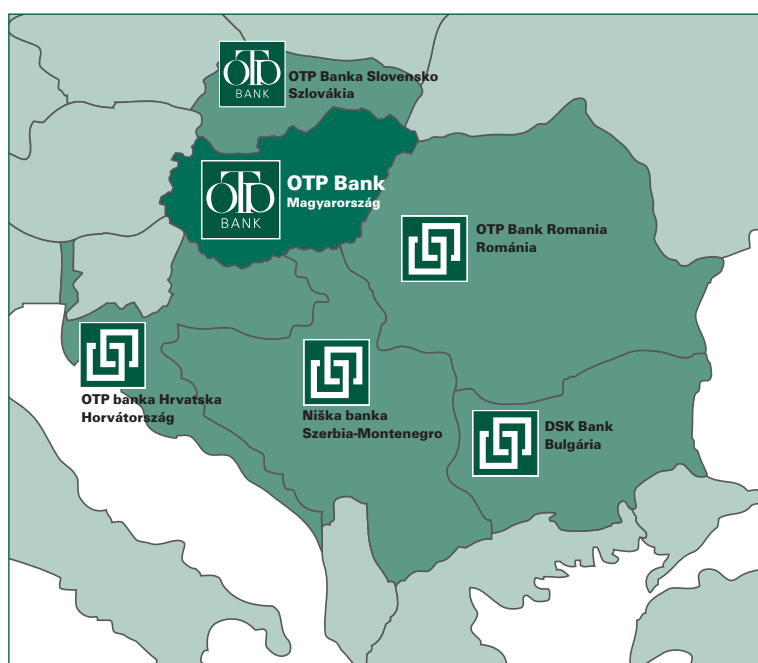 OTP
BANK
OTP Banka Slovensko
Szlovákia
OTP
BANK
OTP Bank
Magyarország
OTP Bank Romania
Románia
OTP banka Hrvatska
Horvátország
Niška banka
Szerbia-Montenegro
DSK Bank
Bulgária